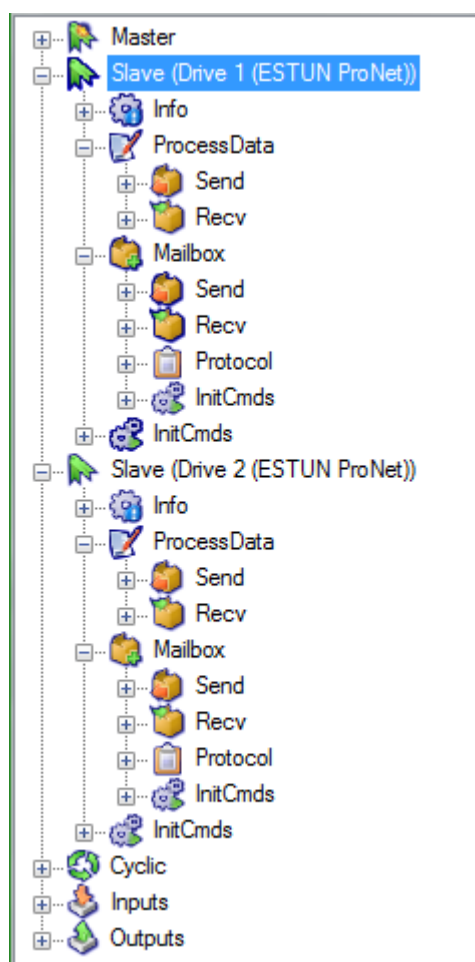 Master
Slave (Drive 1 (ESTUN ProNet))
Info
ProcessData
Send
Recv
Mailbox
Send
Recv
Protocol
InitCmds
InitCmds
Slave (Drive 2 (ESTUN ProNet))
Info
ProcessData
Send
Recv
Mailbox
Send
Recv
Protocol
InitCmds
InitCmds
Cyclic
Inputs
Outputs